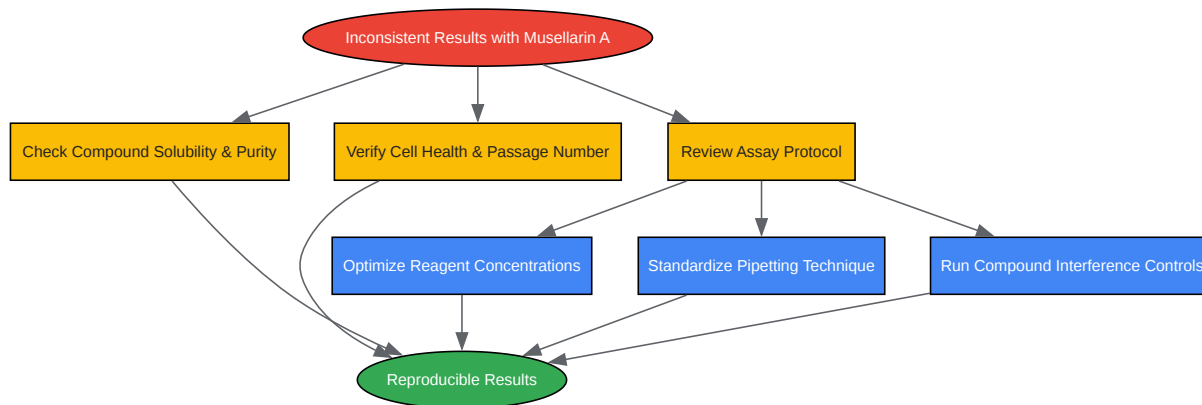 Inconsistent Results with Musellarin A
Check Compound Solubility & Purity
Verify Cell Health & Passage Number
Review Assay Protocol
Optimize Reagent Concentrations
Standardize Pipetting Technique
Run Compound Interference Controls
Reproducible Results